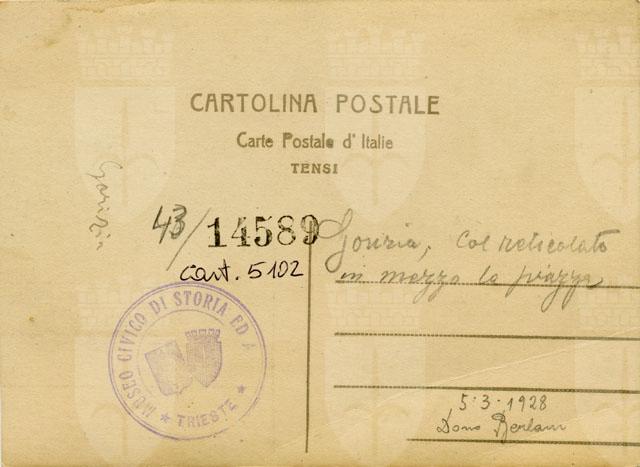 CARTOLINA POSTALE
Carte Postale d' Italie
TENSI
Gorizia
43/14589
cart. 5102
Gorizia, col reticolato
in mezzo la piazza
MUSEO CIVICO DI STORIA ED A
★ TRIESTE ★
5·3·1928
Dono Berlam